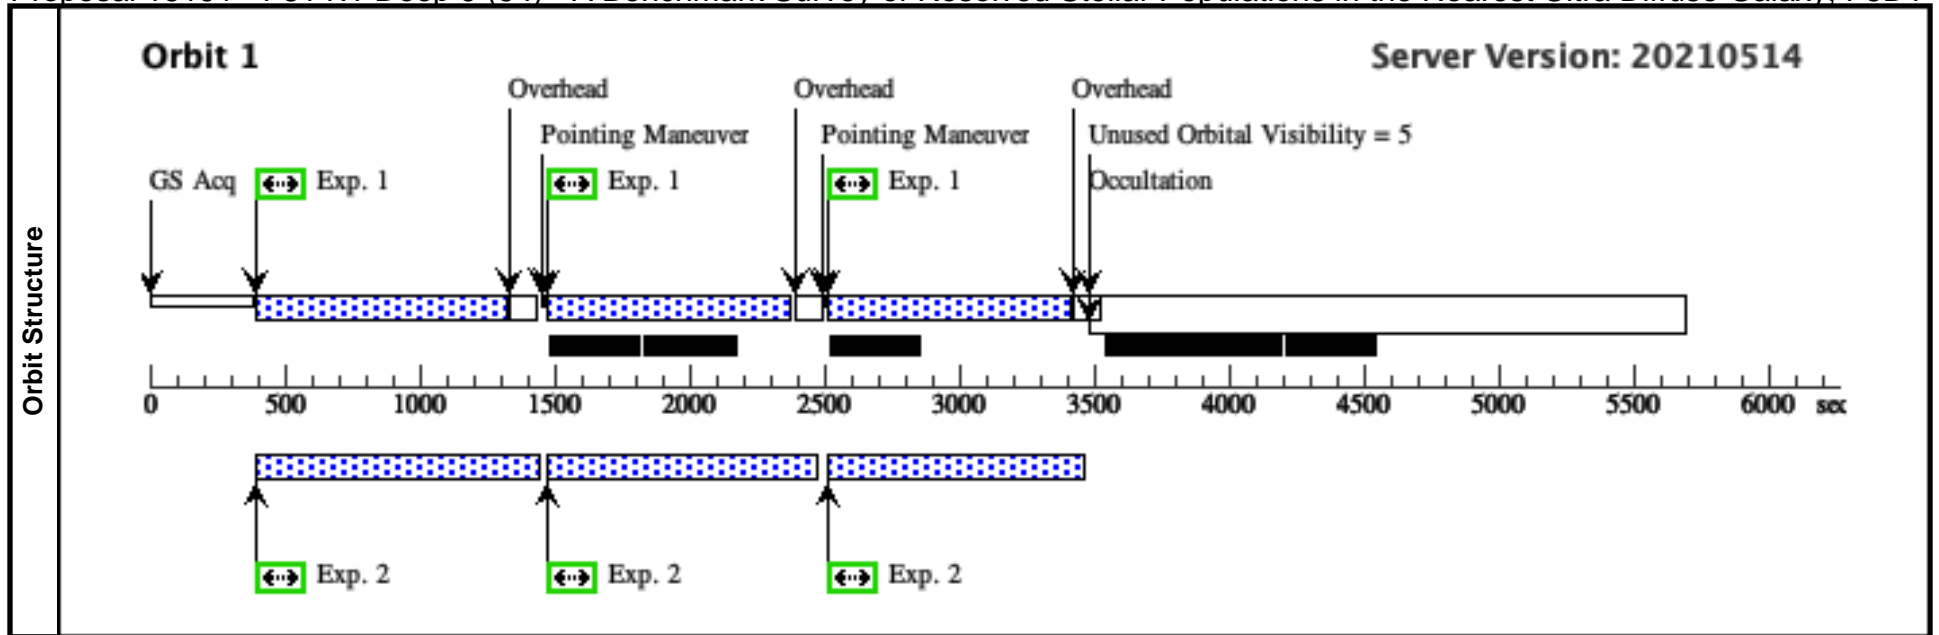 Orbit 1
Server Version: 20210514
Overhead Overhead Overhead
Pointing Maneuver Pointing Maneuver Unused Orbital Visibility = 5
GS Acq Exp. 1 Exp. 1 Exp. 1 Occultation
Orbit Structure
0 500 1000 1500 2000 2500 3000 3500 4000 4500 5000 5500 6000 sec
Exp. 2 Exp. 2 Exp. 2